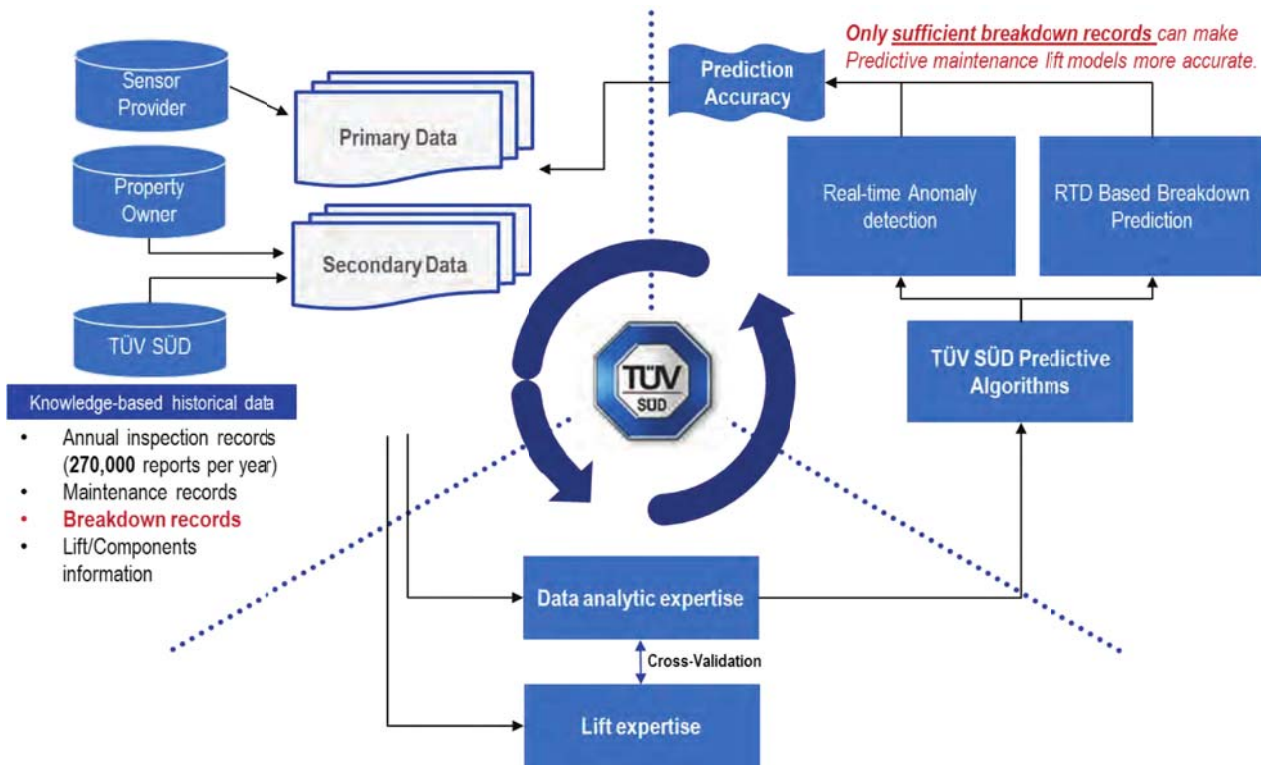 Sensor
Provider
Property
Owner
TÜV SÜD
Primary Data
Secondary Data
Knowledge-based historical data
• Annual inspection records
(270,000 reports per year)
• Maintenance records
• Breakdown records
• Lift/Components
information
Only sufficient breakdown records can make
Predictive maintenance lift models more accurate.
Prediction
Accuracy
Real-time Anomaly
detection
RTD Based Breakdown
Prediction
TÜV SÜD Predictive
Algorithms
TÜV
SÜD
Data analytic expertise
Cross-Validation
Lift expertise